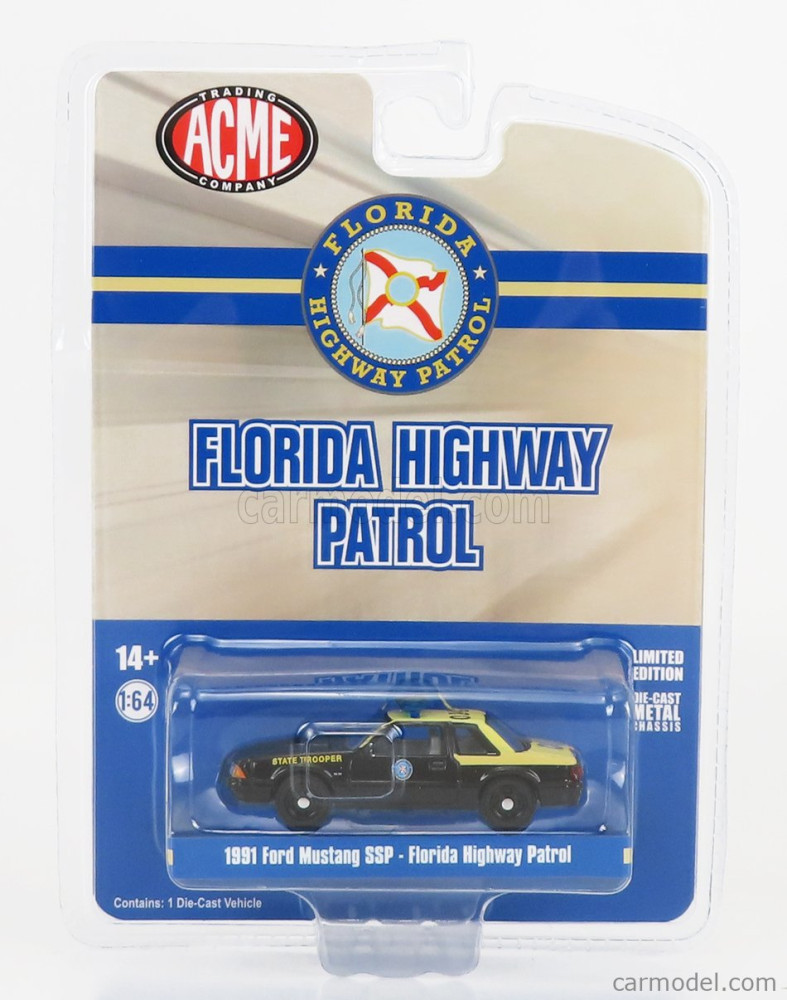 TRADING
ACME
COMPANY
FLORIDA
HIGHWAY PATROL
FLORIDA HIGHWAY
carmodel.com
PATROL
14+
1:64
LIMITED
EDITION
DIE-CAST
METAL
CHASSIS
STATE TROOPER
1991 Ford Mustang SSP - Florida Highway Patrol
Contains: 1 Die-Cast Vehicle
carmodel.com